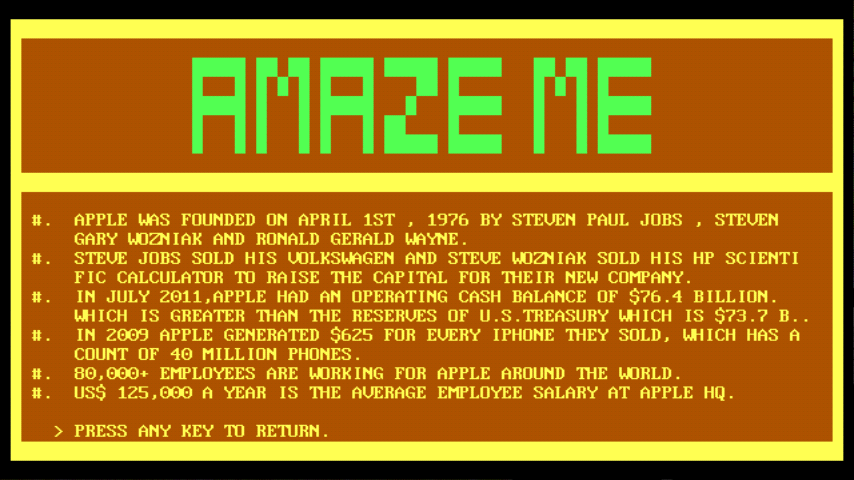 AMAZE ME
#. APPLE WAS FOUNDED ON APRIL 1ST , 1976 BY STEVEN PAUL JOBS , STEVEN
GARY WOZNIAK AND RONALD GERALD WAYNE.
#. STEVE JOBS SOLD HIS VOLKSWAGEN AND STEVE WOZNIAK SOLD HIS HP SCIENTI
FIC CALCULATOR TO RAISE THE CAPITAL FOR THEIR NEW COMPANY.
#. IN JULY 2011,APPLE HAD AN OPERATING CASH BALANCE OF $76.4 BILLION.
WHICH IS GREATER THAN THE RESERVES OF U.S.TREASURY WHICH IS $73.7 B..
#. IN 2009 APPLE GENERATED $625 FOR EVERY IPHONE THEY SOLD, WHICH HAS A
COUNT OF 40 MILLION PHONES.
#. 80,000+ EMPLOYEES ARE WORKING FOR APPLE AROUND THE WORLD.
#. US$ 125,000 A YEAR IS THE AVERAGE EMPLOYEE SALARY AT APPLE HQ.
> PRESS ANY KEY TO RETURN.